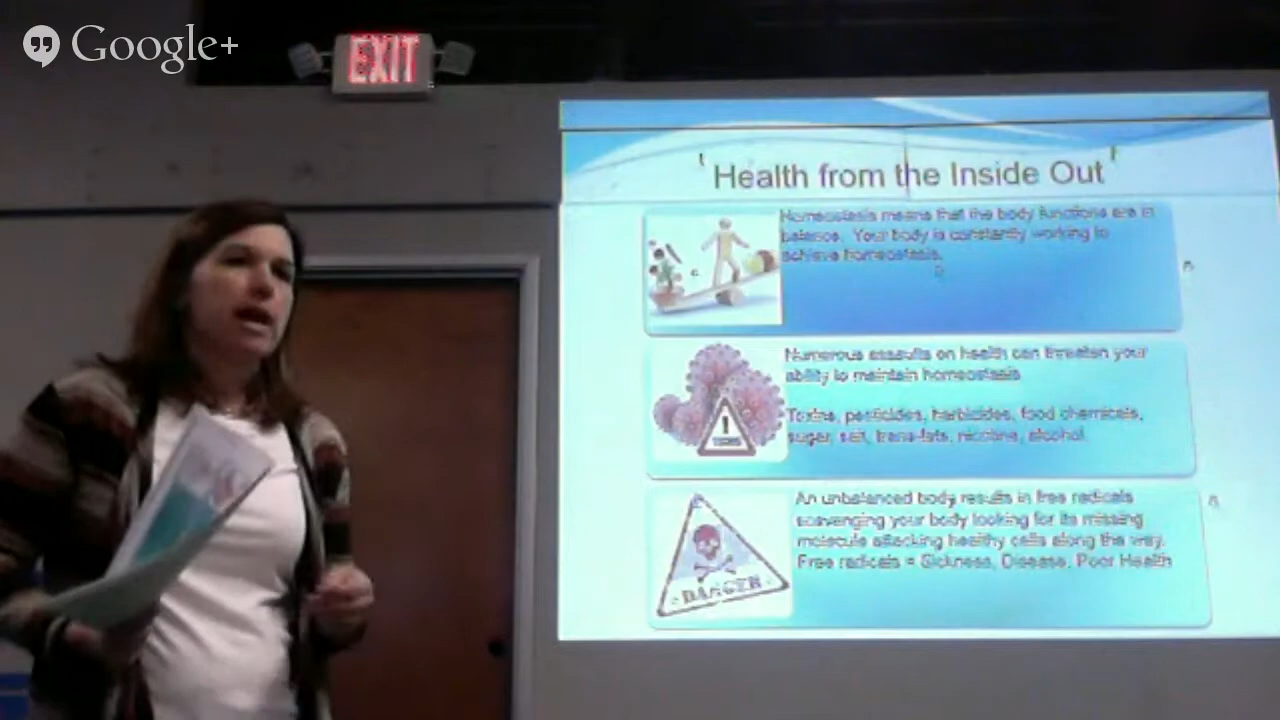 Google+
EXIT
Health from the Inside Out
Homeostasis means that the body functions are in
balance. Your body is constantly working to
achieve homeostasis.
Numerous assaults on health can threaten your
ability to maintain homeostasis
Toxins, pesticides, herbicides, food chemicals,
sugar, salt, trans-fats, nicotine, alcohol
!
An unbalanced body results in free radicals
scavenging your body looking for its missing
molecule attacking healthy cells along the way.
Free radicals = Sickness, Disease, Poor Health
DANGER